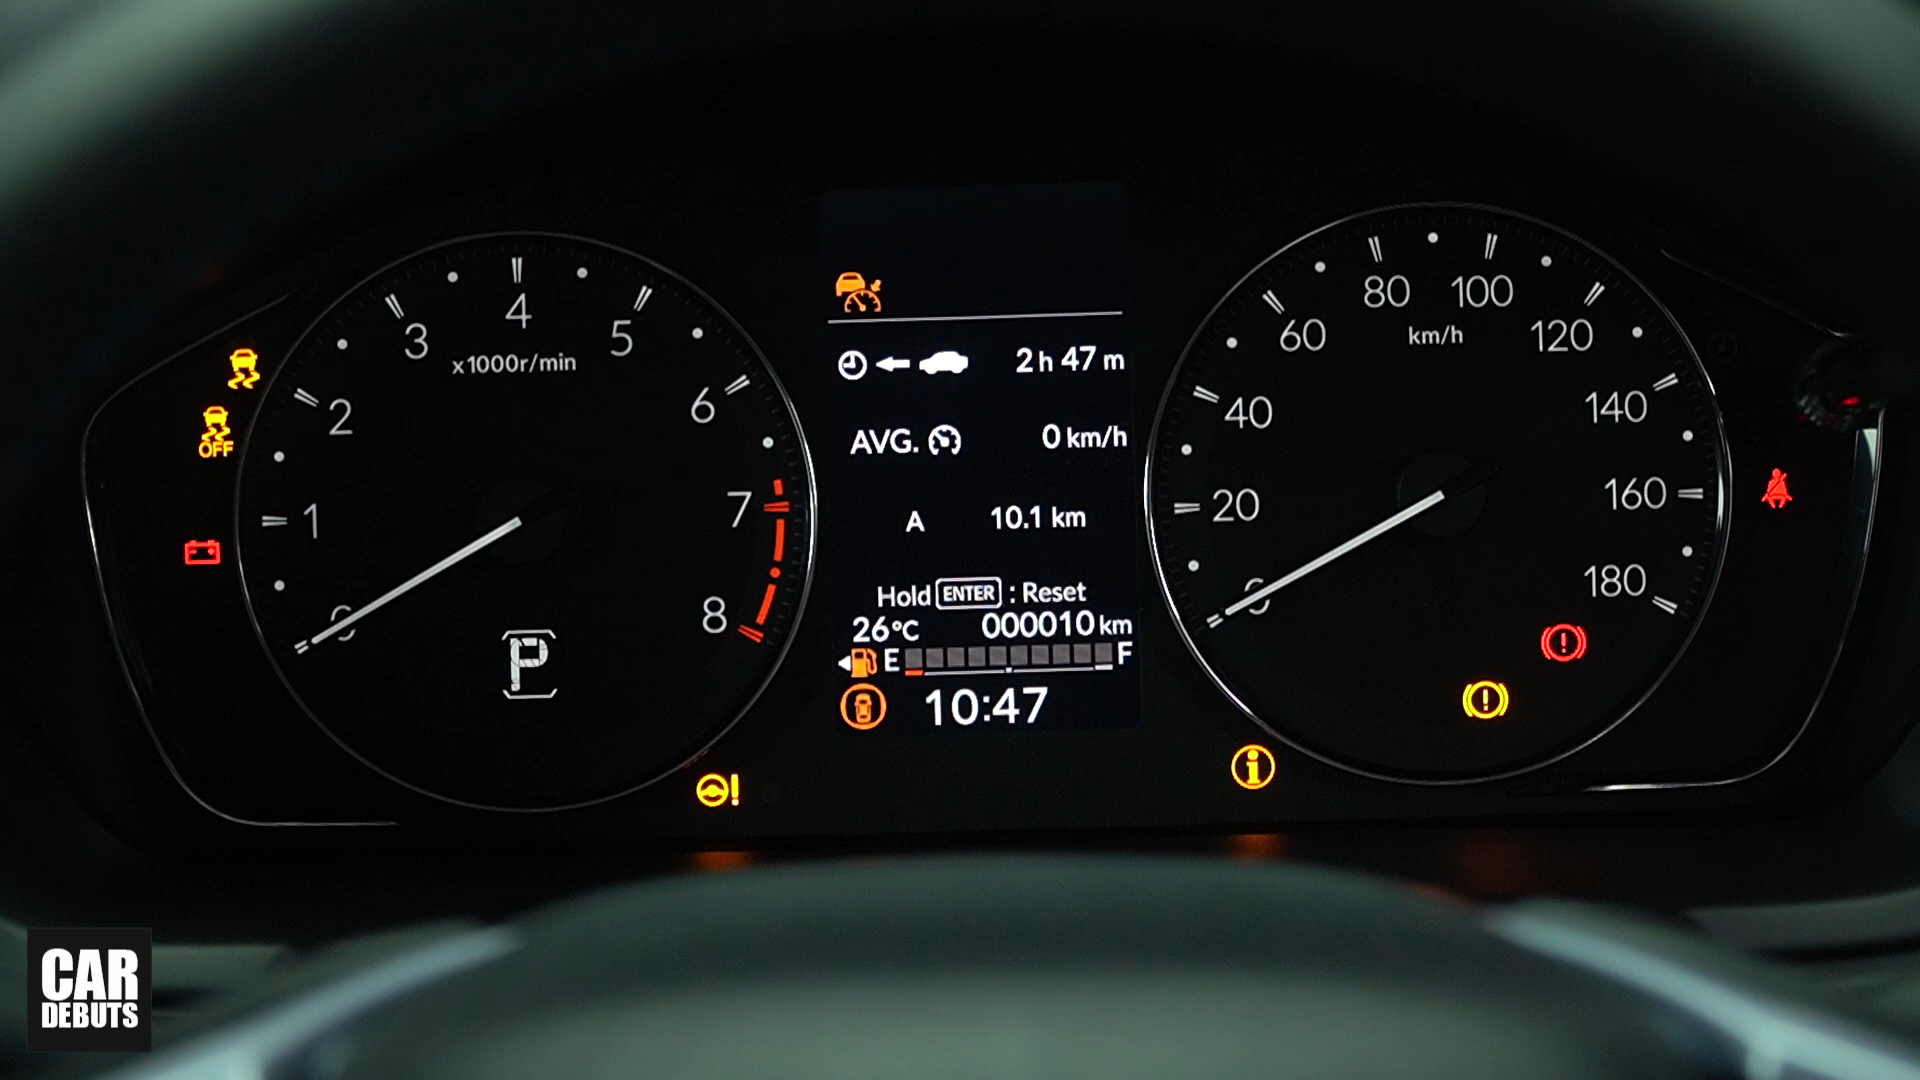 3
4
5
x1000r/min
2
6
1
7
0
8
P
OFF
2 h 47 m
AVG.
0 km/h
A
10.1 km
Hold ENTER : Reset
26°C
000010 km
E
F
10:47
80
100
60
km/h
120
40
140
20
160
0
180
CAR
DEBUTS